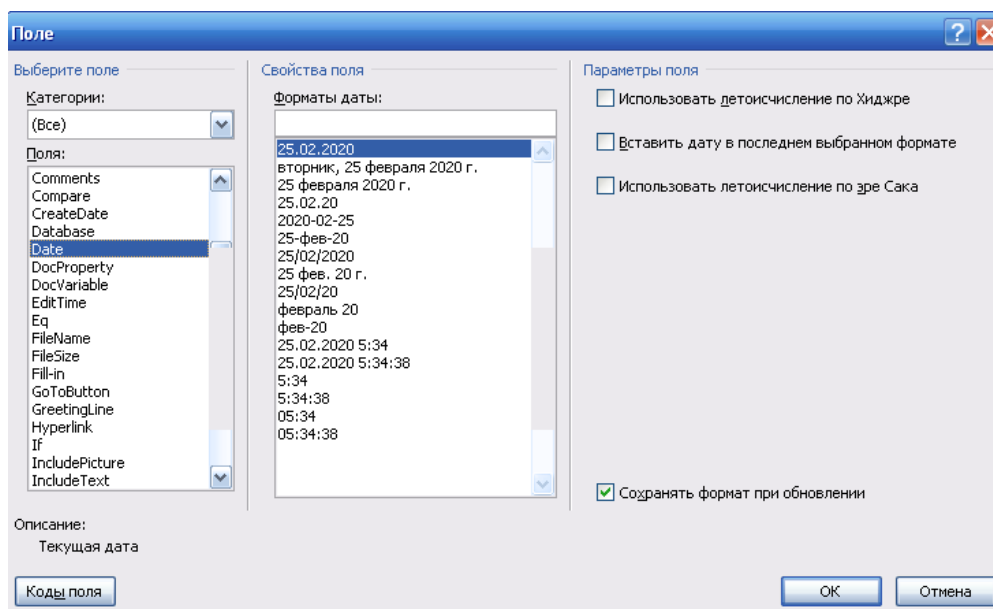 Поле
Выберите поле
Категории:
(Все)
Поля:
Comments
Compare
CreateDate
Database
Date
DocProperty
DocVariable
EditTime
Eq
FileName
FileSize
Fill-in
GoToButton
GreetingLine
Hyperlink
If
IncludePicture
IncludeText
Свойства поля
Форматы даты:
25.02.2020
вторник, 25 февраля 2020 г.
25 февраля 2020 г.
25.02.20
2020-02-25
25-фев-20
25/02/2020
25 фев. 20 г.
25/02/20
февраль 20
фев-20
25.02.2020 5:34
25.02.2020 5:34:38
5:34
5:34:38
05:34
05:34:38
Параметры поля
Использовать летоисчисление по Хиджре
Вставить дату в последнем выбранном формате
Использовать летоисчисление по эре Сака
Сохранять формат при обновлении
Описание:
Текущая дата
Коды поля
ОК
Отмена